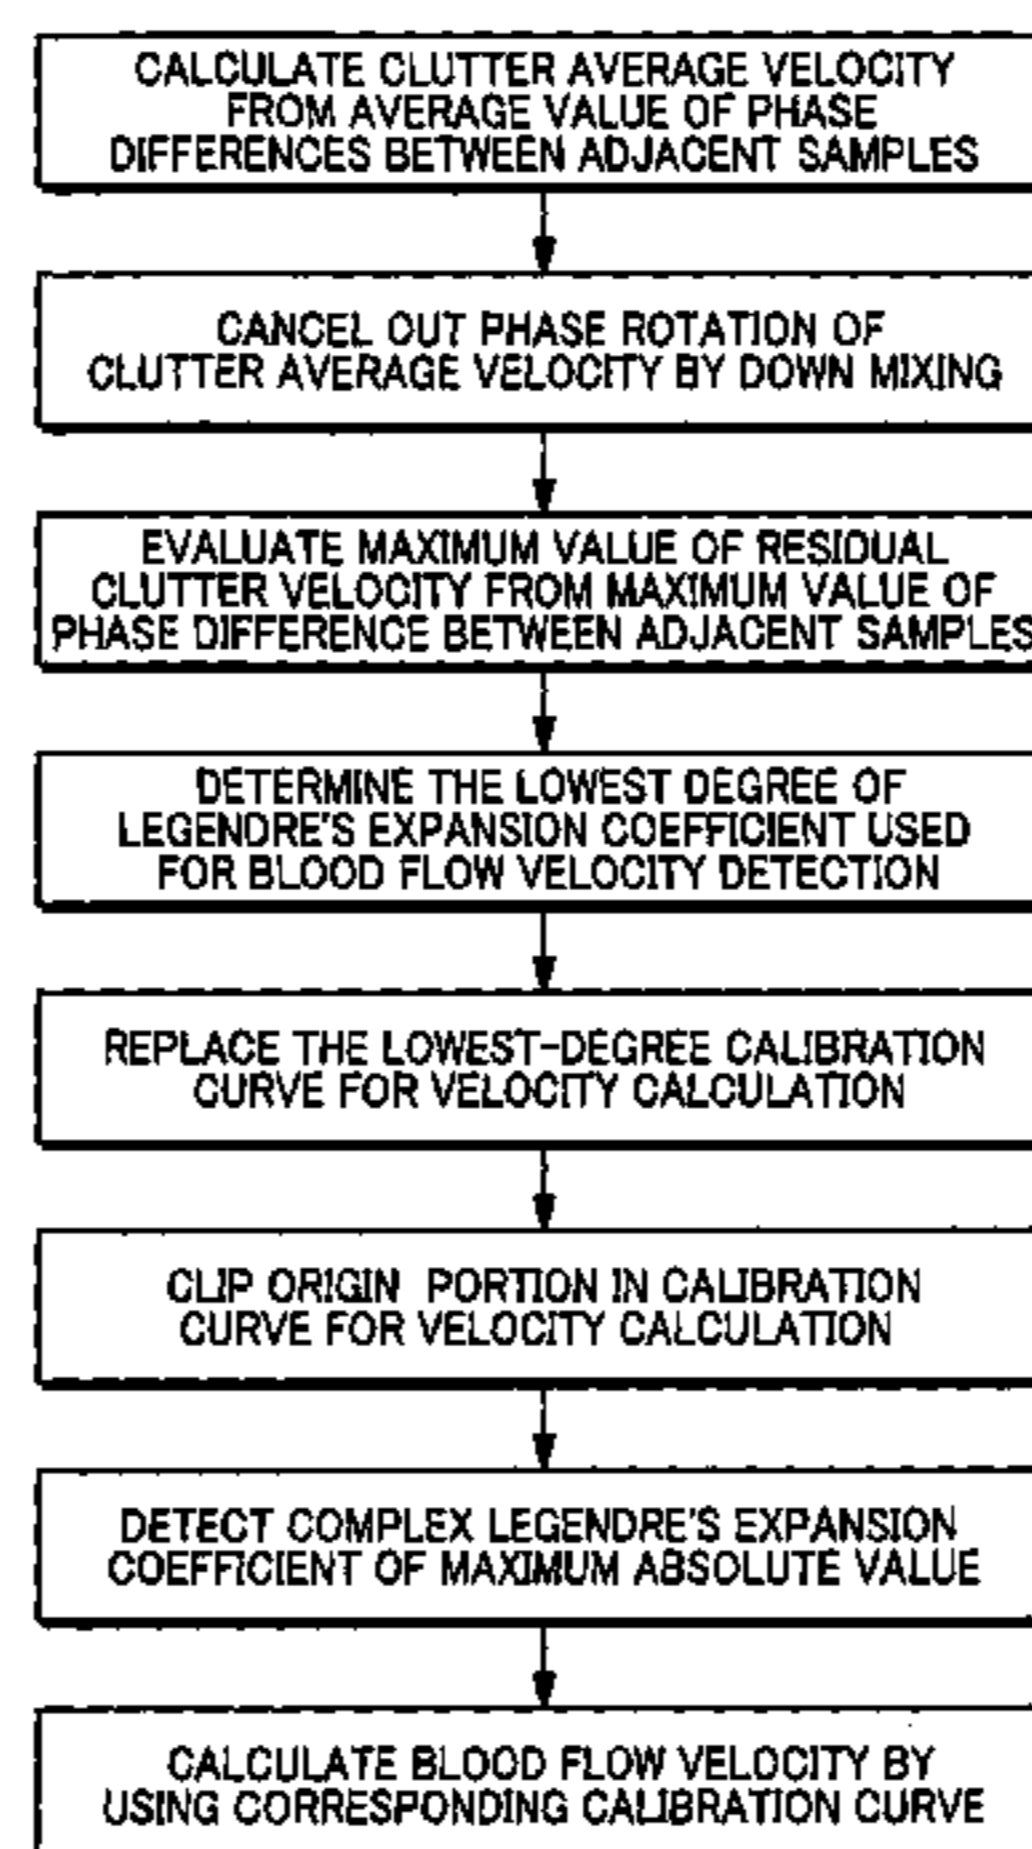 CALCULATE CLUTTER AVERAGE VELOCITY
FROM AVERAGE VALUE OF PHASE
DIFFERENCES BETWEEN ADJACENT SAMPLES
CANCEL OUT PHASE ROTATION OF
CLUTTER AVERAGE VELOCITY BY DOWN MIXING
EVALUATE MAXIMUM VALUE OF RESIDUAL
CLUTTER VELOCITY FROM MAXIMUM VALUE OF
PHASE DIFFERENCE BETWEEN ADJACENT SAMPLES
DETERMINE THE LOWEST DEGREE OF
LEGENDRE'S EXPANSION COEFFICIENT USED
FOR BLOOD FLOW VELOCITY DETECTION
REPLACE THE LOWEST-DEGREE CALIBRATION
CURVE FOR VELOCITY CALCULATION
CLIP ORIGIN PORTION IN CALIBRATION
CURVE FOR VELOCITY CALCULATION
DETECT COMPLEX LEGENDRE'S EXPANSION
COEFFICIENT OF MAXIMUM ABSOLUTE VALUE
CALCULATE BLOOD FLOW VELOCITY BY
USING CORRESPONDING CALIBRATION CURVE